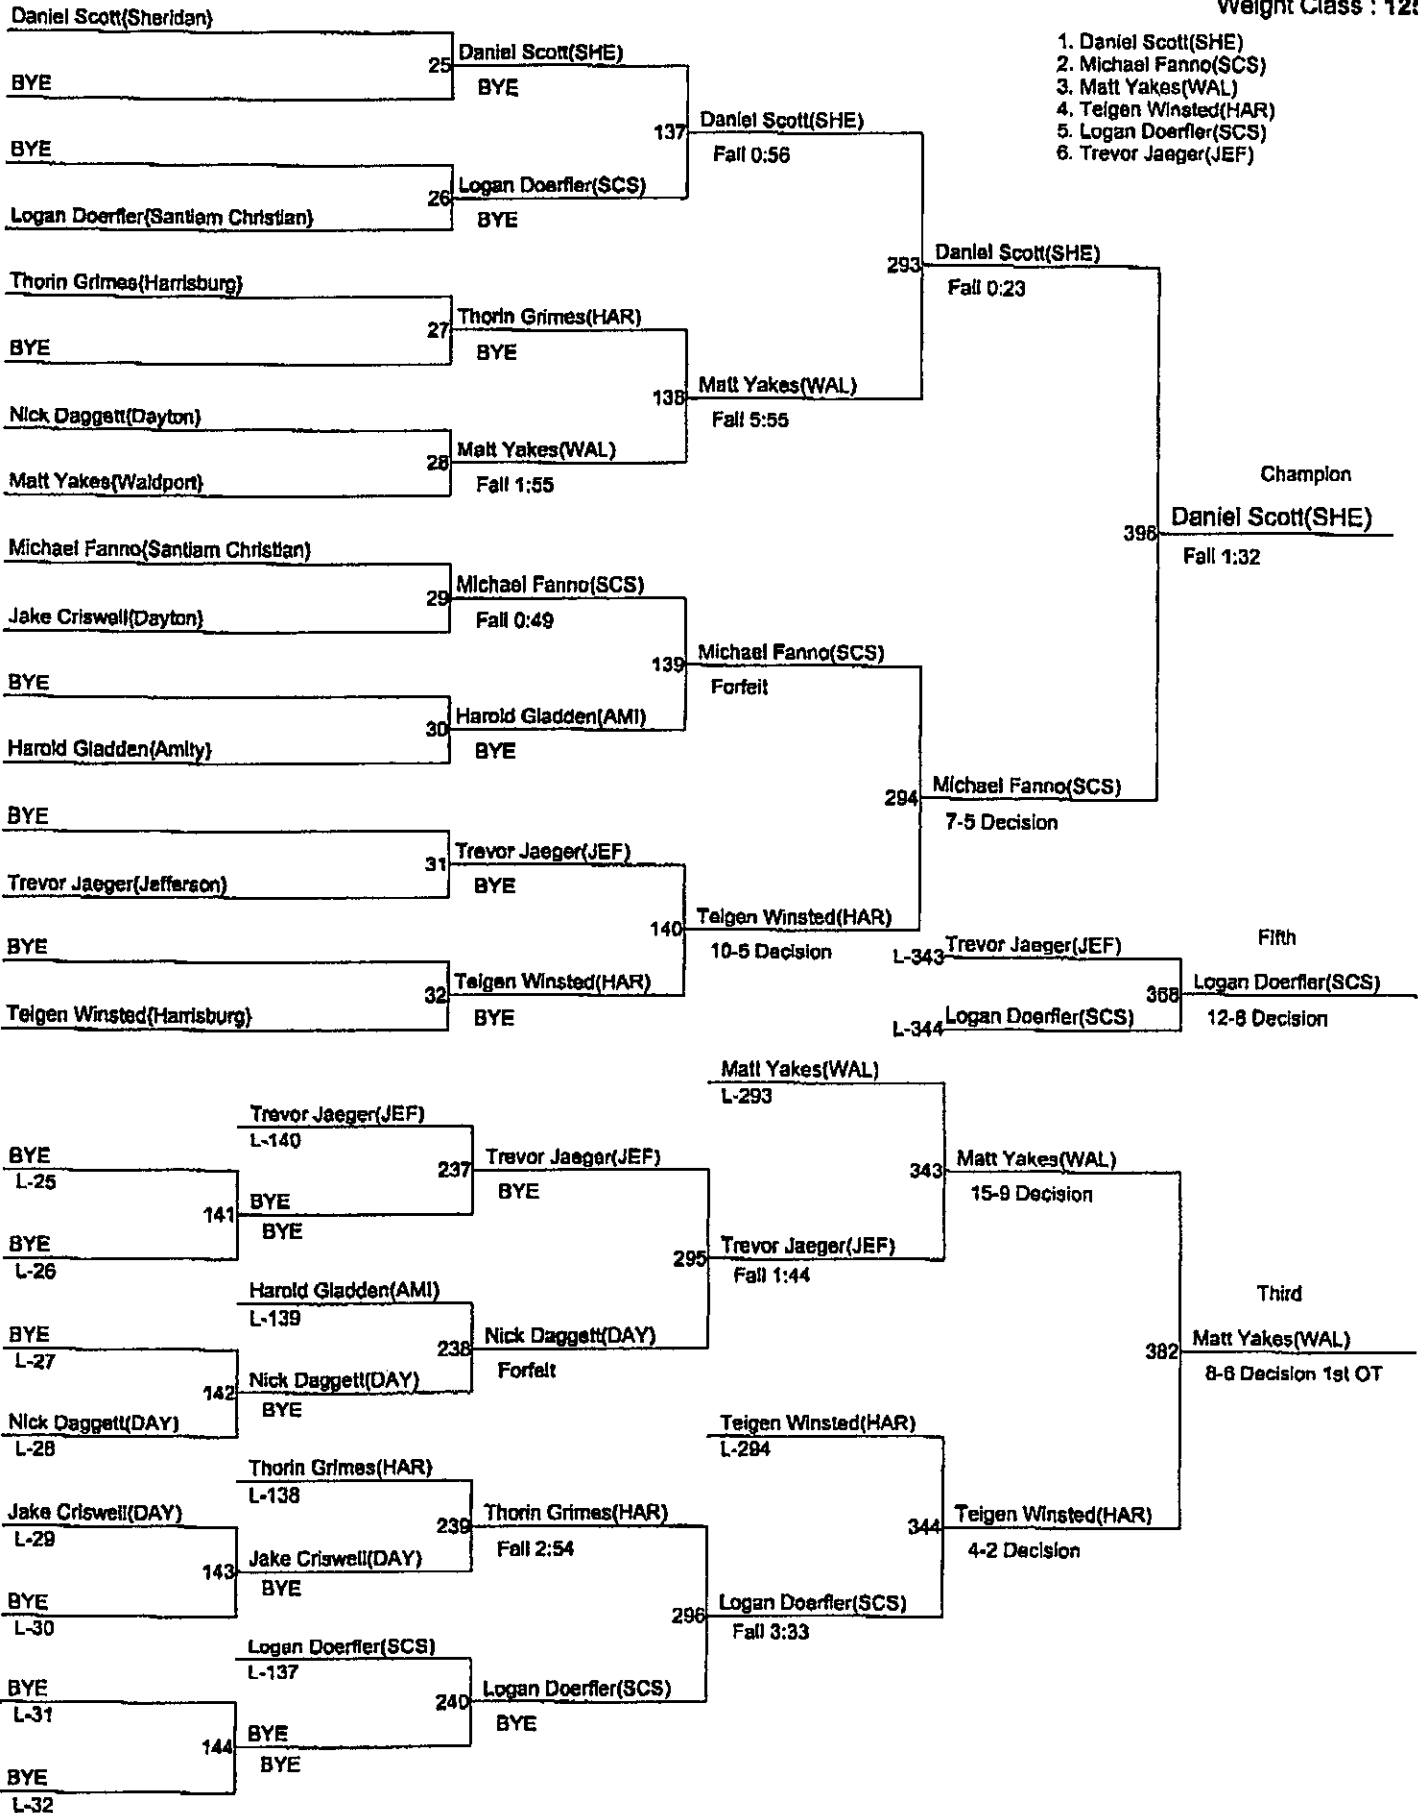 Weight Class : 125
1. Daniel Scott(SHE)
2. Michael Fanno(SCS)
3. Matt Yakes(WAL)
4. Teigen Winsted(HAR)
5. Logan Doerfler(SCS)
6. Trevor Jaeger(JEF)
Daniel Scott(Sheridan)
25 Daniel Scott(SHE)
BYE
BYE
137 Daniel Scott(SHE)
Fall 0:56
BYE
26 Logan Doerfler(SCS)
BYE
Logan Doerfler(Santiam Christian)
293 Daniel Scott(SHE)
Fall 0:23
Thorin Grimes(Harrisburg)
27 Thorin Grimes(HAR)
BYE
BYE
138 Matt Yakes(WAL)
Fall 5:55
Nick Daggett(Dayton)
28 Matt Yakes(WAL)
Fall 1:55
Matt Yakes(Waldport)
Champion
398 Daniel Scott(SHE)
Fall 1:32
Michael Fanno(Santiam Christian)
29 Michael Fanno(SCS)
Fall 0:49
Jake Criswell(Dayton)
139 Michael Fanno(SCS)
Forfeit
BYE
30 Harold Gladden(AMI)
BYE
Harold Gladden(Amity)
294 Michael Fanno(SCS)
7-5 Decision
BYE
31 Trevor Jaeger(JEF)
BYE
Trevor Jaeger(Jefferson)
140 Teigen Winsted(HAR)
10-5 Decision
BYE
32 Teigen Winsted(HAR)
BYE
Teigen Winsted(Harrisburg)
L-343 Trevor Jaeger(JEF)
Fifth
368 Logan Doerfler(SCS)
12-8 Decision
L-344 Logan Doerfler(SCS)
Matt Yakes(WAL)
L-293
Trevor Jaeger(JEF)
L-140
BYE
L-25
237 Trevor Jaeger(JEF)
BYE
343 Matt Yakes(WAL)
15-9 Decision
141 BYE
BYE
BYE
L-26
295 Trevor Jaeger(JEF)
Fall 1:44
Harold Gladden(AMI)
L-139
BYE
L-27
238 Nick Daggett(DAY)
Forfeit
Third
382 Matt Yakes(WAL)
8-6 Decision 1st OT
142 Nick Daggett(DAY)
BYE
Nick Daggett(DAY)
L-28
Teigen Winsted(HAR)
L-294
Thorin Grimes(HAR)
L-138
Jake Criswell(DAY)
L-29
239 Thorin Grimes(HAR)
Fall 2:54
344 Teigen Winsted(HAR)
4-2 Decision
143 Jake Criswell(DAY)
BYE
BYE
L-30
296 Logan Doerfler(SCS)
Fall 3:33
Logan Doerfler(SCS)
L-137
BYE
L-31
240 Logan Doerfler(SCS)
BYE
144 BYE
BYE
BYE
L-32